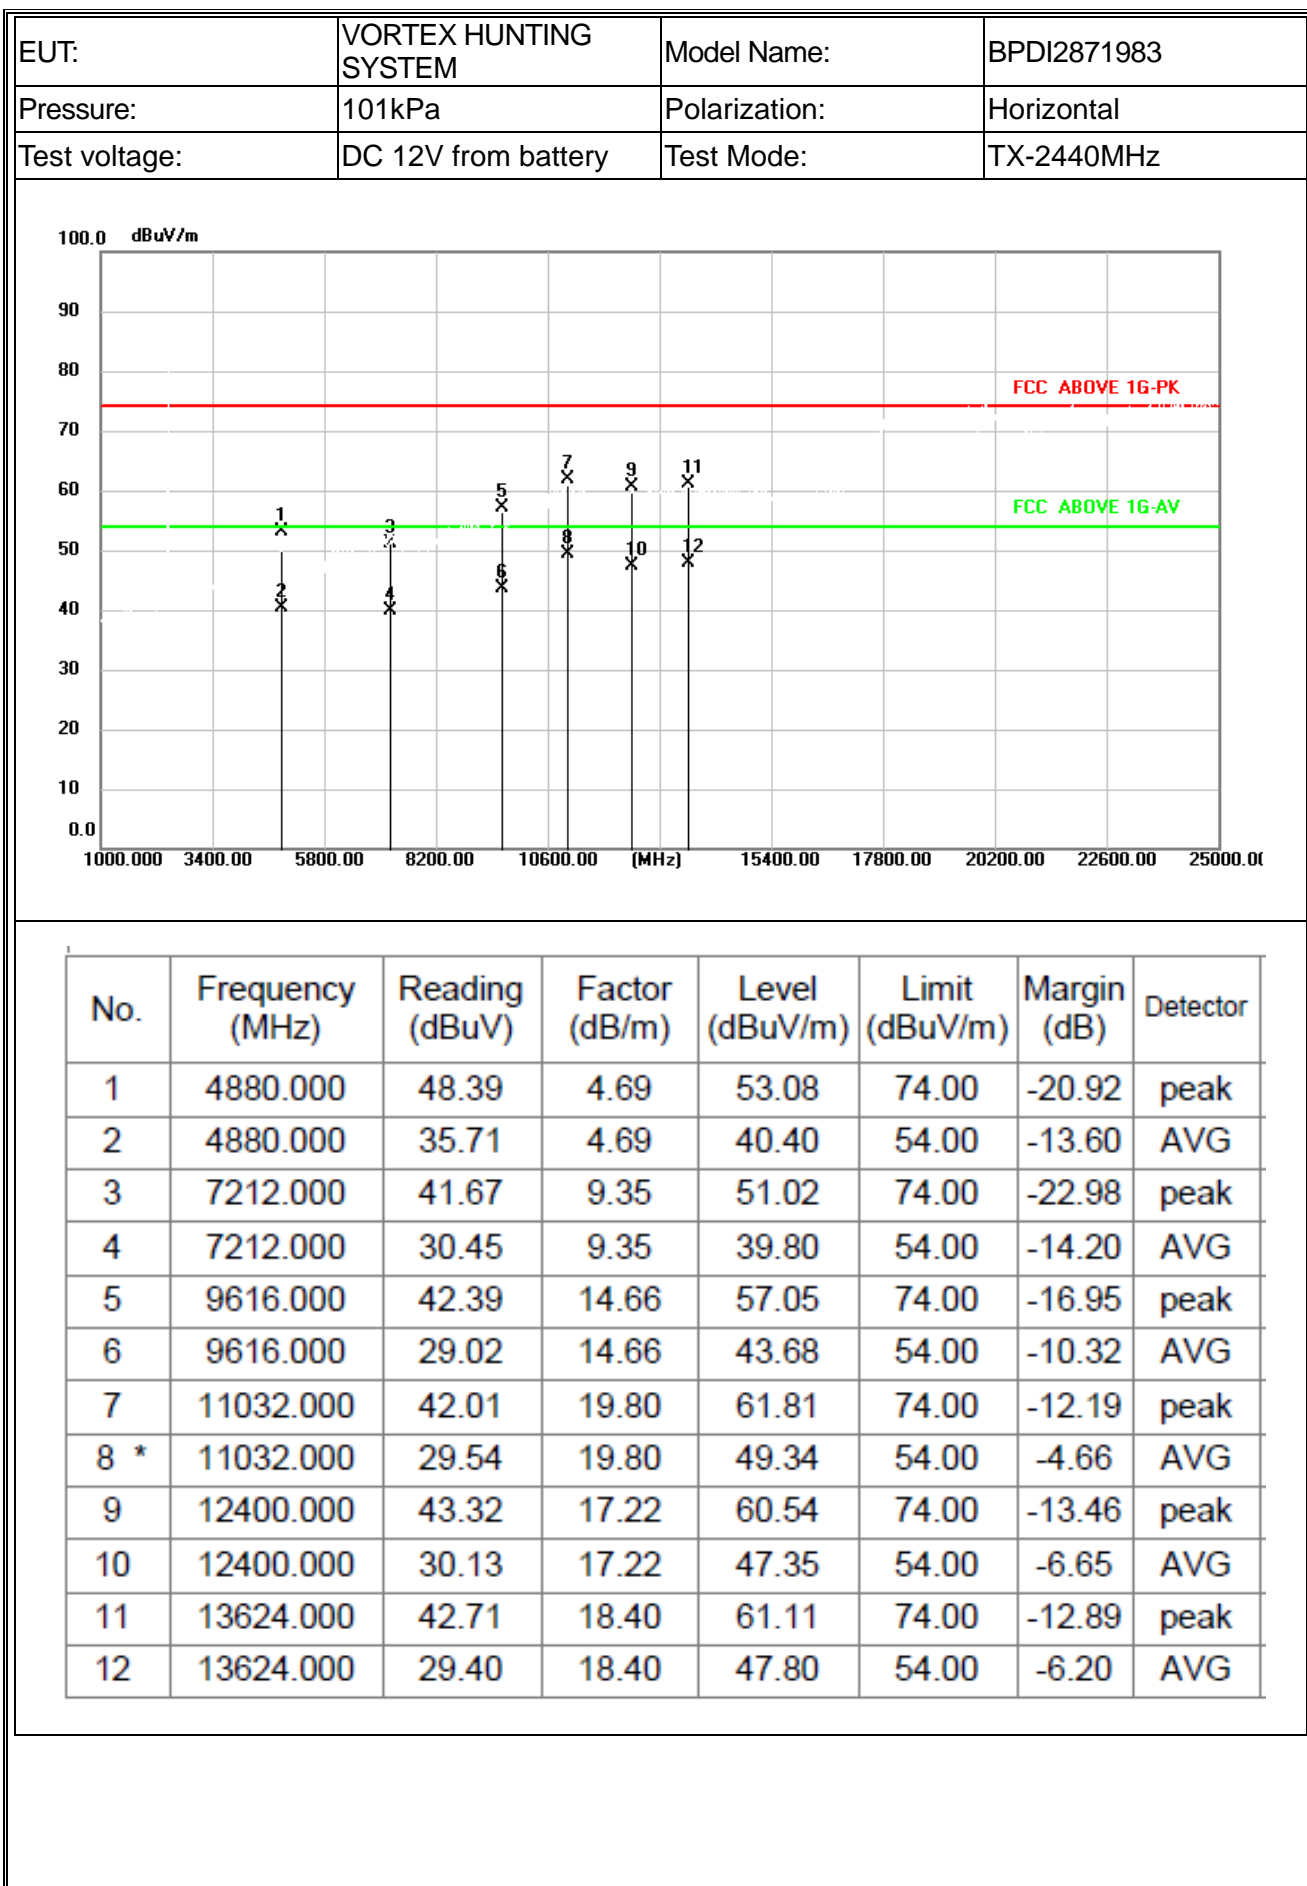 EUT: VORTEX HUNTING SYSTEM Model Name: BPDI2871983
Pressure: 101kPa Polarization: Horizontal
Test voltage: DC 12V from battery Test Mode: TX-2440MHz
100.0 dBuV/m
90
80
FCC ABOVE 1G-PK
70
7 9 11
60
5
FCC ABOVE 1G-AV
1 3
50
8 10 12
6
2 4
40
30
20
10
0.0
1000.000 3400.00 5800.00 8200.00 10600.00 (MHz) 15400.00 17800.00 20200.00 22600.00 25000.0(
No. Frequency (MHz) Reading (dBuV) Factor (dB/m) Level (dBuV/m) Limit (dBuV/m) Margin (dB) Detector
1 4880.000 48.39 4.69 53.08 74.00 -20.92 peak
2 4880.000 35.71 4.69 40.40 54.00 -13.60 AVG
3 7212.000 41.67 9.35 51.02 74.00 -22.98 peak
4 7212.000 30.45 9.35 39.80 54.00 -14.20 AVG
5 9616.000 42.39 14.66 57.05 74.00 -16.95 peak
6 9616.000 29.02 14.66 43.68 54.00 -10.32 AVG
7 11032.000 42.01 19.80 61.81 74.00 -12.19 peak
8 * 11032.000 29.54 19.80 49.34 54.00 -4.66 AVG
9 12400.000 43.32 17.22 60.54 74.00 -13.46 peak
10 12400.000 30.13 17.22 47.35 54.00 -6.65 AVG
11 13624.000 42.71 18.40 61.11 74.00 -12.89 peak
12 13624.000 29.40 18.40 47.80 54.00 -6.20 AVG